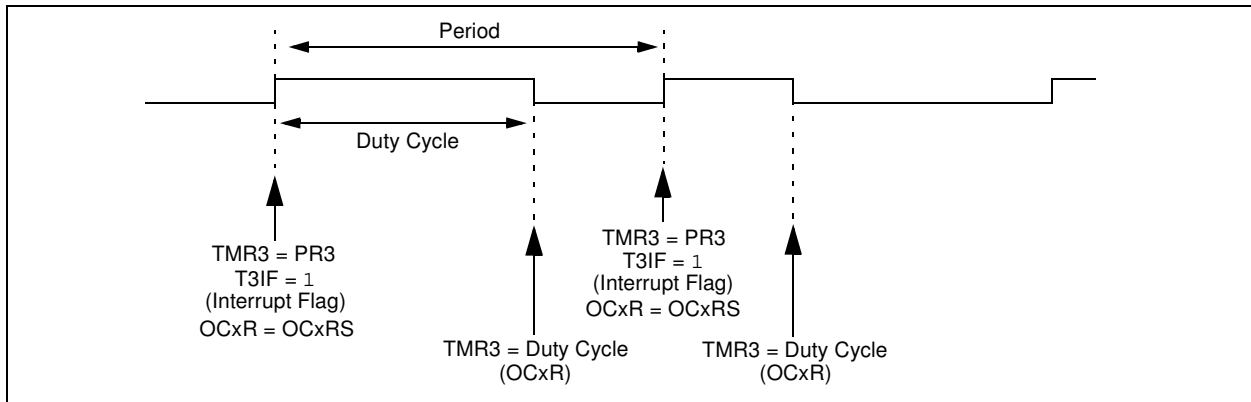 Period
Duty Cycle
TMR3 = PR3
T3IF = 1
(Interrupt Flag)
OCxR = OCxRS
TMR3 = Duty Cycle
(OCxR)
TMR3 = PR3
T3IF = 1
(Interrupt Flag)
OCxR = OCxRS
TMR3 = Duty Cycle
(OCxR)